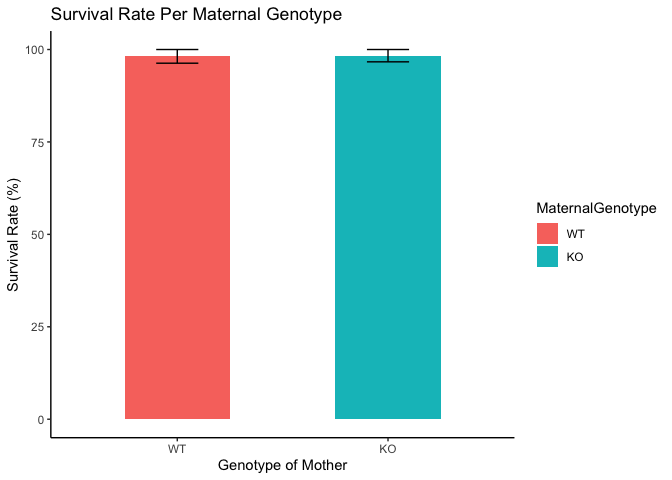 Survival Rate Per Maternal Genotype
Survival Rate (%)
100
75
50
25
0
WT
KO
Genotype of Mother
MaternalGenotype
WT
KO